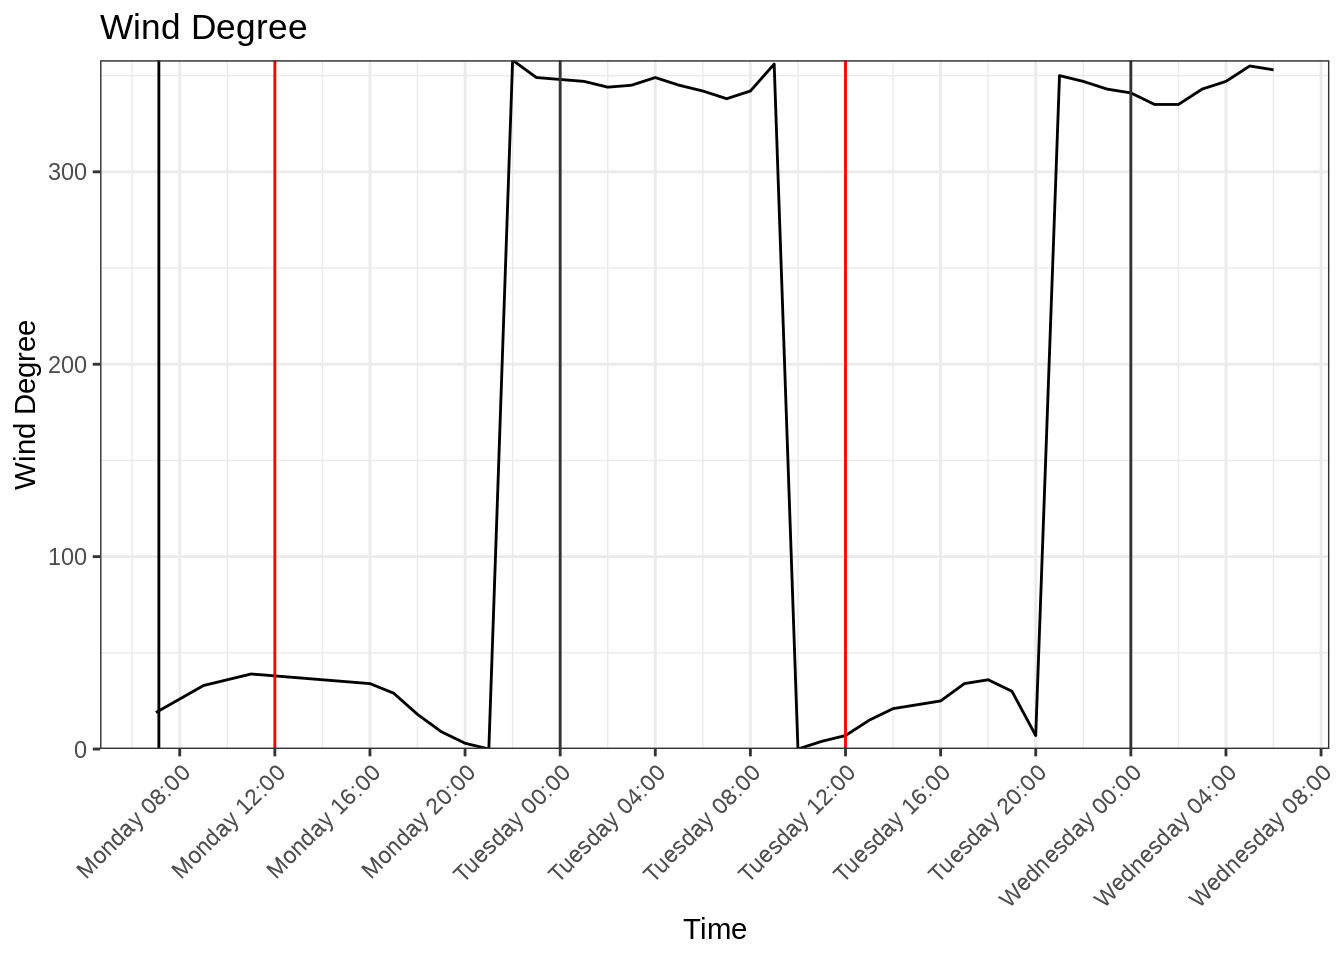 Wind Degree
Wind Degree
300
200
100
0
Monday 08:00
Monday 12:00
Monday 16:00
Monday 20:00
Tuesday 00:00
Tuesday 04:00
Tuesday 08:00
Tuesday 12:00
Tuesday 16:00
Tuesday 20:00
Wednesday 00:00
Wednesday 04:00
Wednesday 08:00
Time